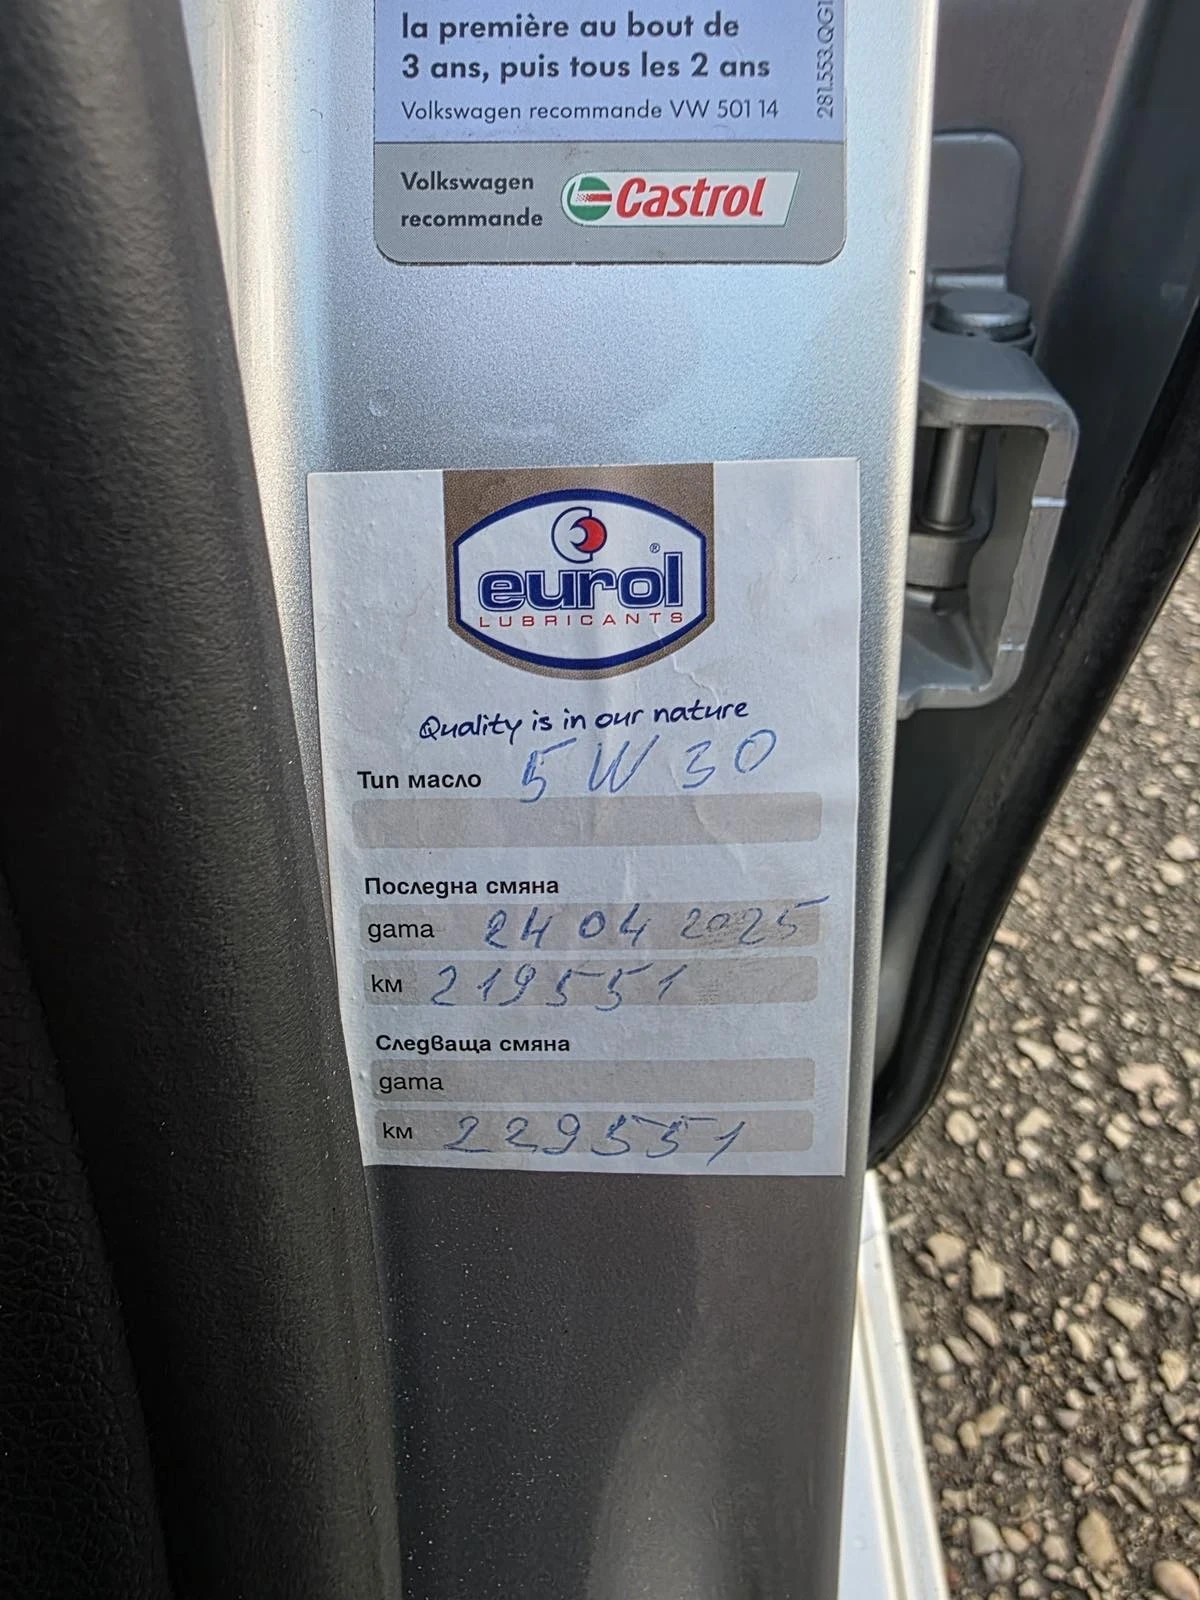 la première au bout de
3 ans, puis tous les 2 ans
Volkswagen recommande VW 501 14
281.553.QG1
Volkswagen
recommande
Castrol
eurol®
LUBRICANTS
Quality is in our nature
Тип масло 5W30
Последна смяна
дата 24 04 2025
км 219551
Следваща смяна
дата
км 229551